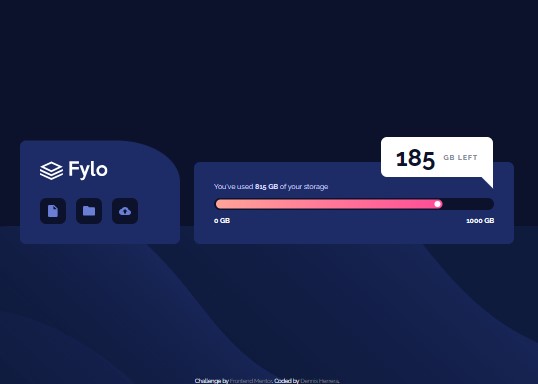 Fylo
185 GB LEFT
You've used 815 GB of your storage
0 GB 1000 GB
Challenge by Frontend Mentor. Coded by Dennis Herrera.